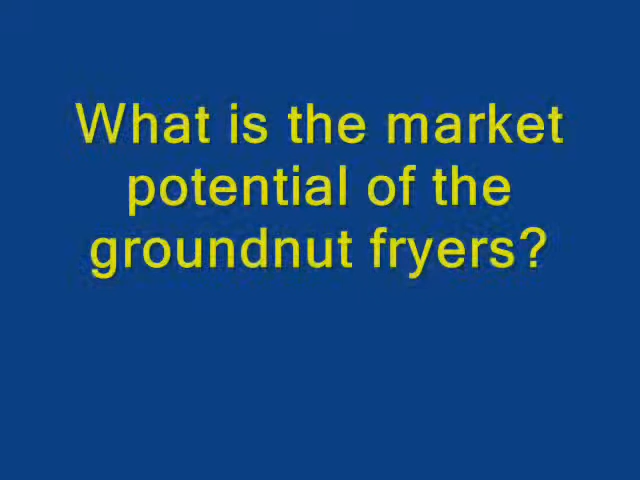 What is the market
potential of the
groundnut fryers?